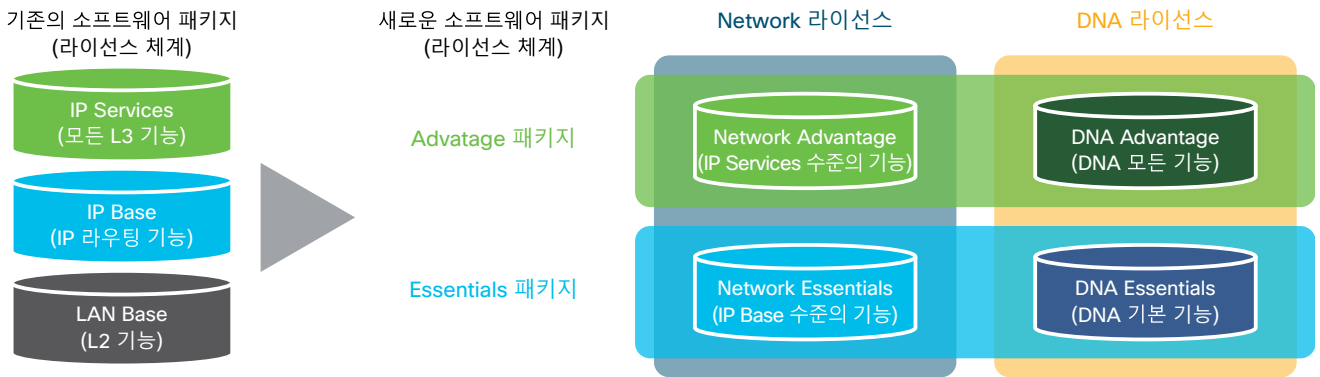 기존의 소프트웨어 패키지
(라이선스 체계)
IP Services
(모든 L3 기능)
IP Base
(IP 라우팅 기능)
LAN Base
(L2 기능)
새로운 소프트웨어 패키지
(라이선스 체계)
Advatage 패키지
Essentials 패키지
Network 라이선스
DNA 라이선스
Network Advantage
(IP Services 수준의 기능)
DNA Advantage
(DNA 모든 기능)
Network Essentials
(IP Base 수준의 기능)
DNA Essentials
(DNA 기본 기능)